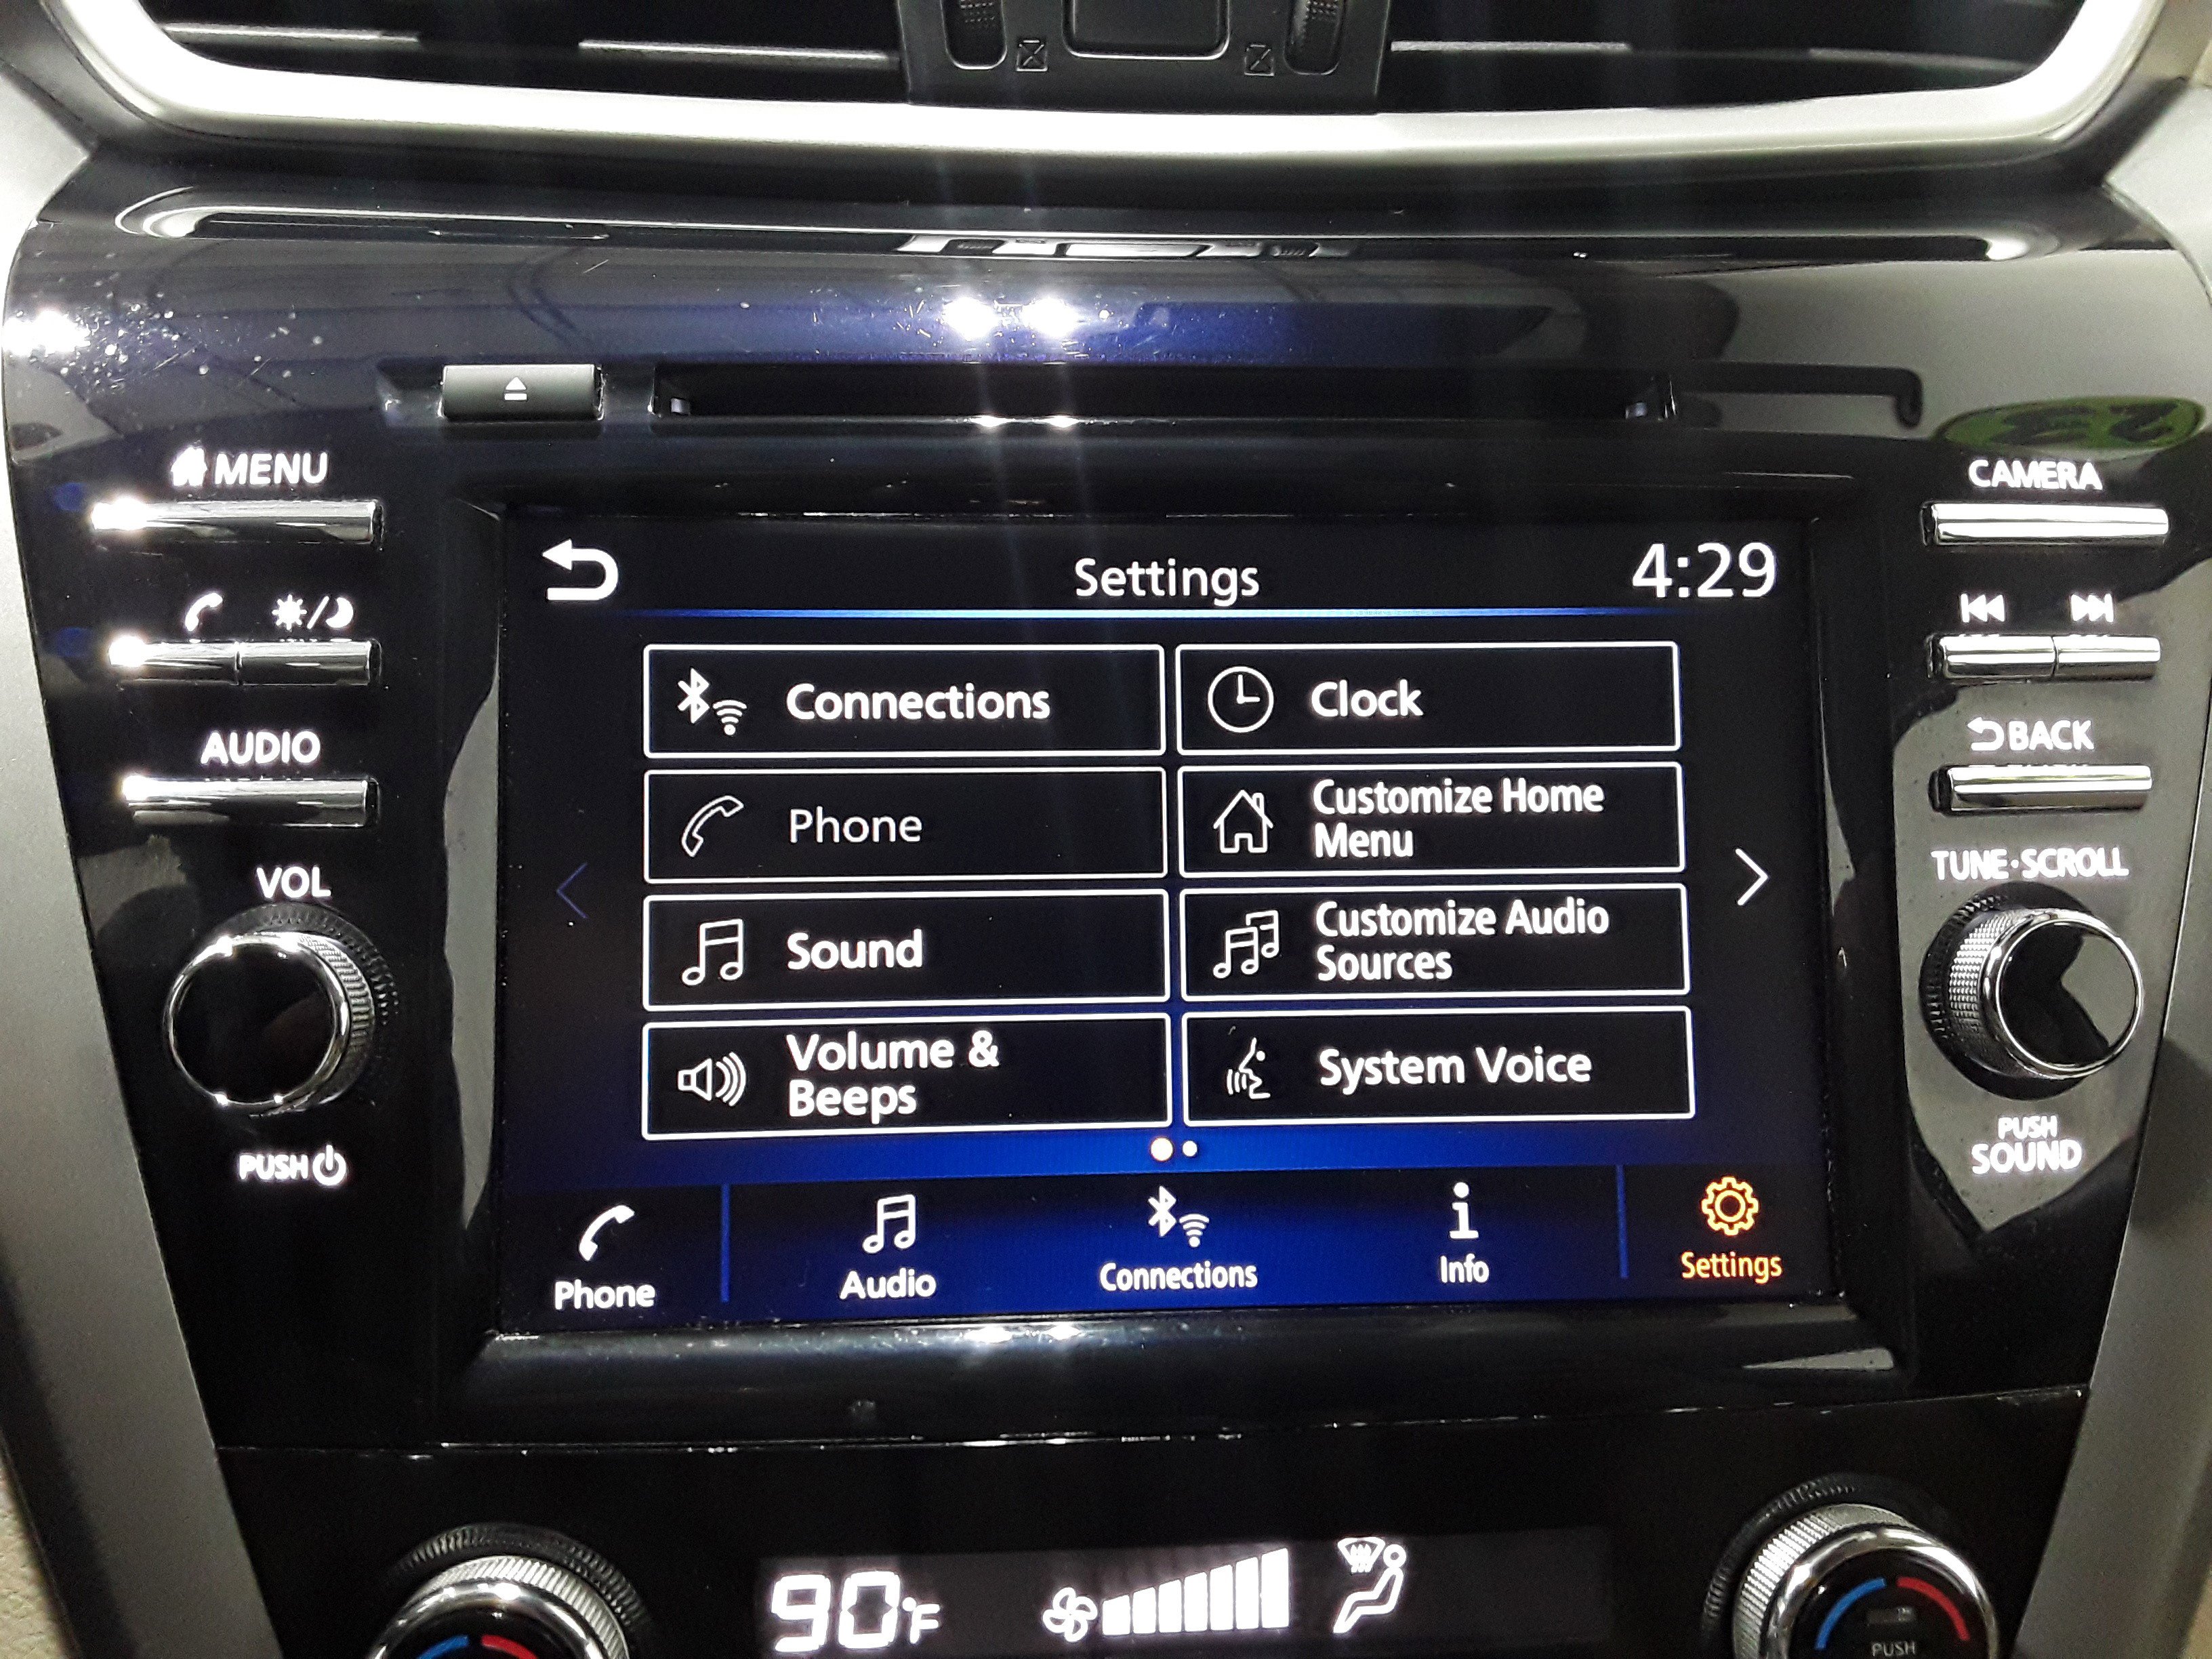 MENU
CAMERA
AUDIO
BACK
VOL
TUNE·SCROLL
PUSH
PUSH
SOUND
Settings
4:29
Connections
Clock
Phone
Customize Home
Menu
Sound
Customize Audio
Sources
Volume &
Beeps
System Voice
Phone
Audio
Connections
Info
Settings
90°F
PUSH